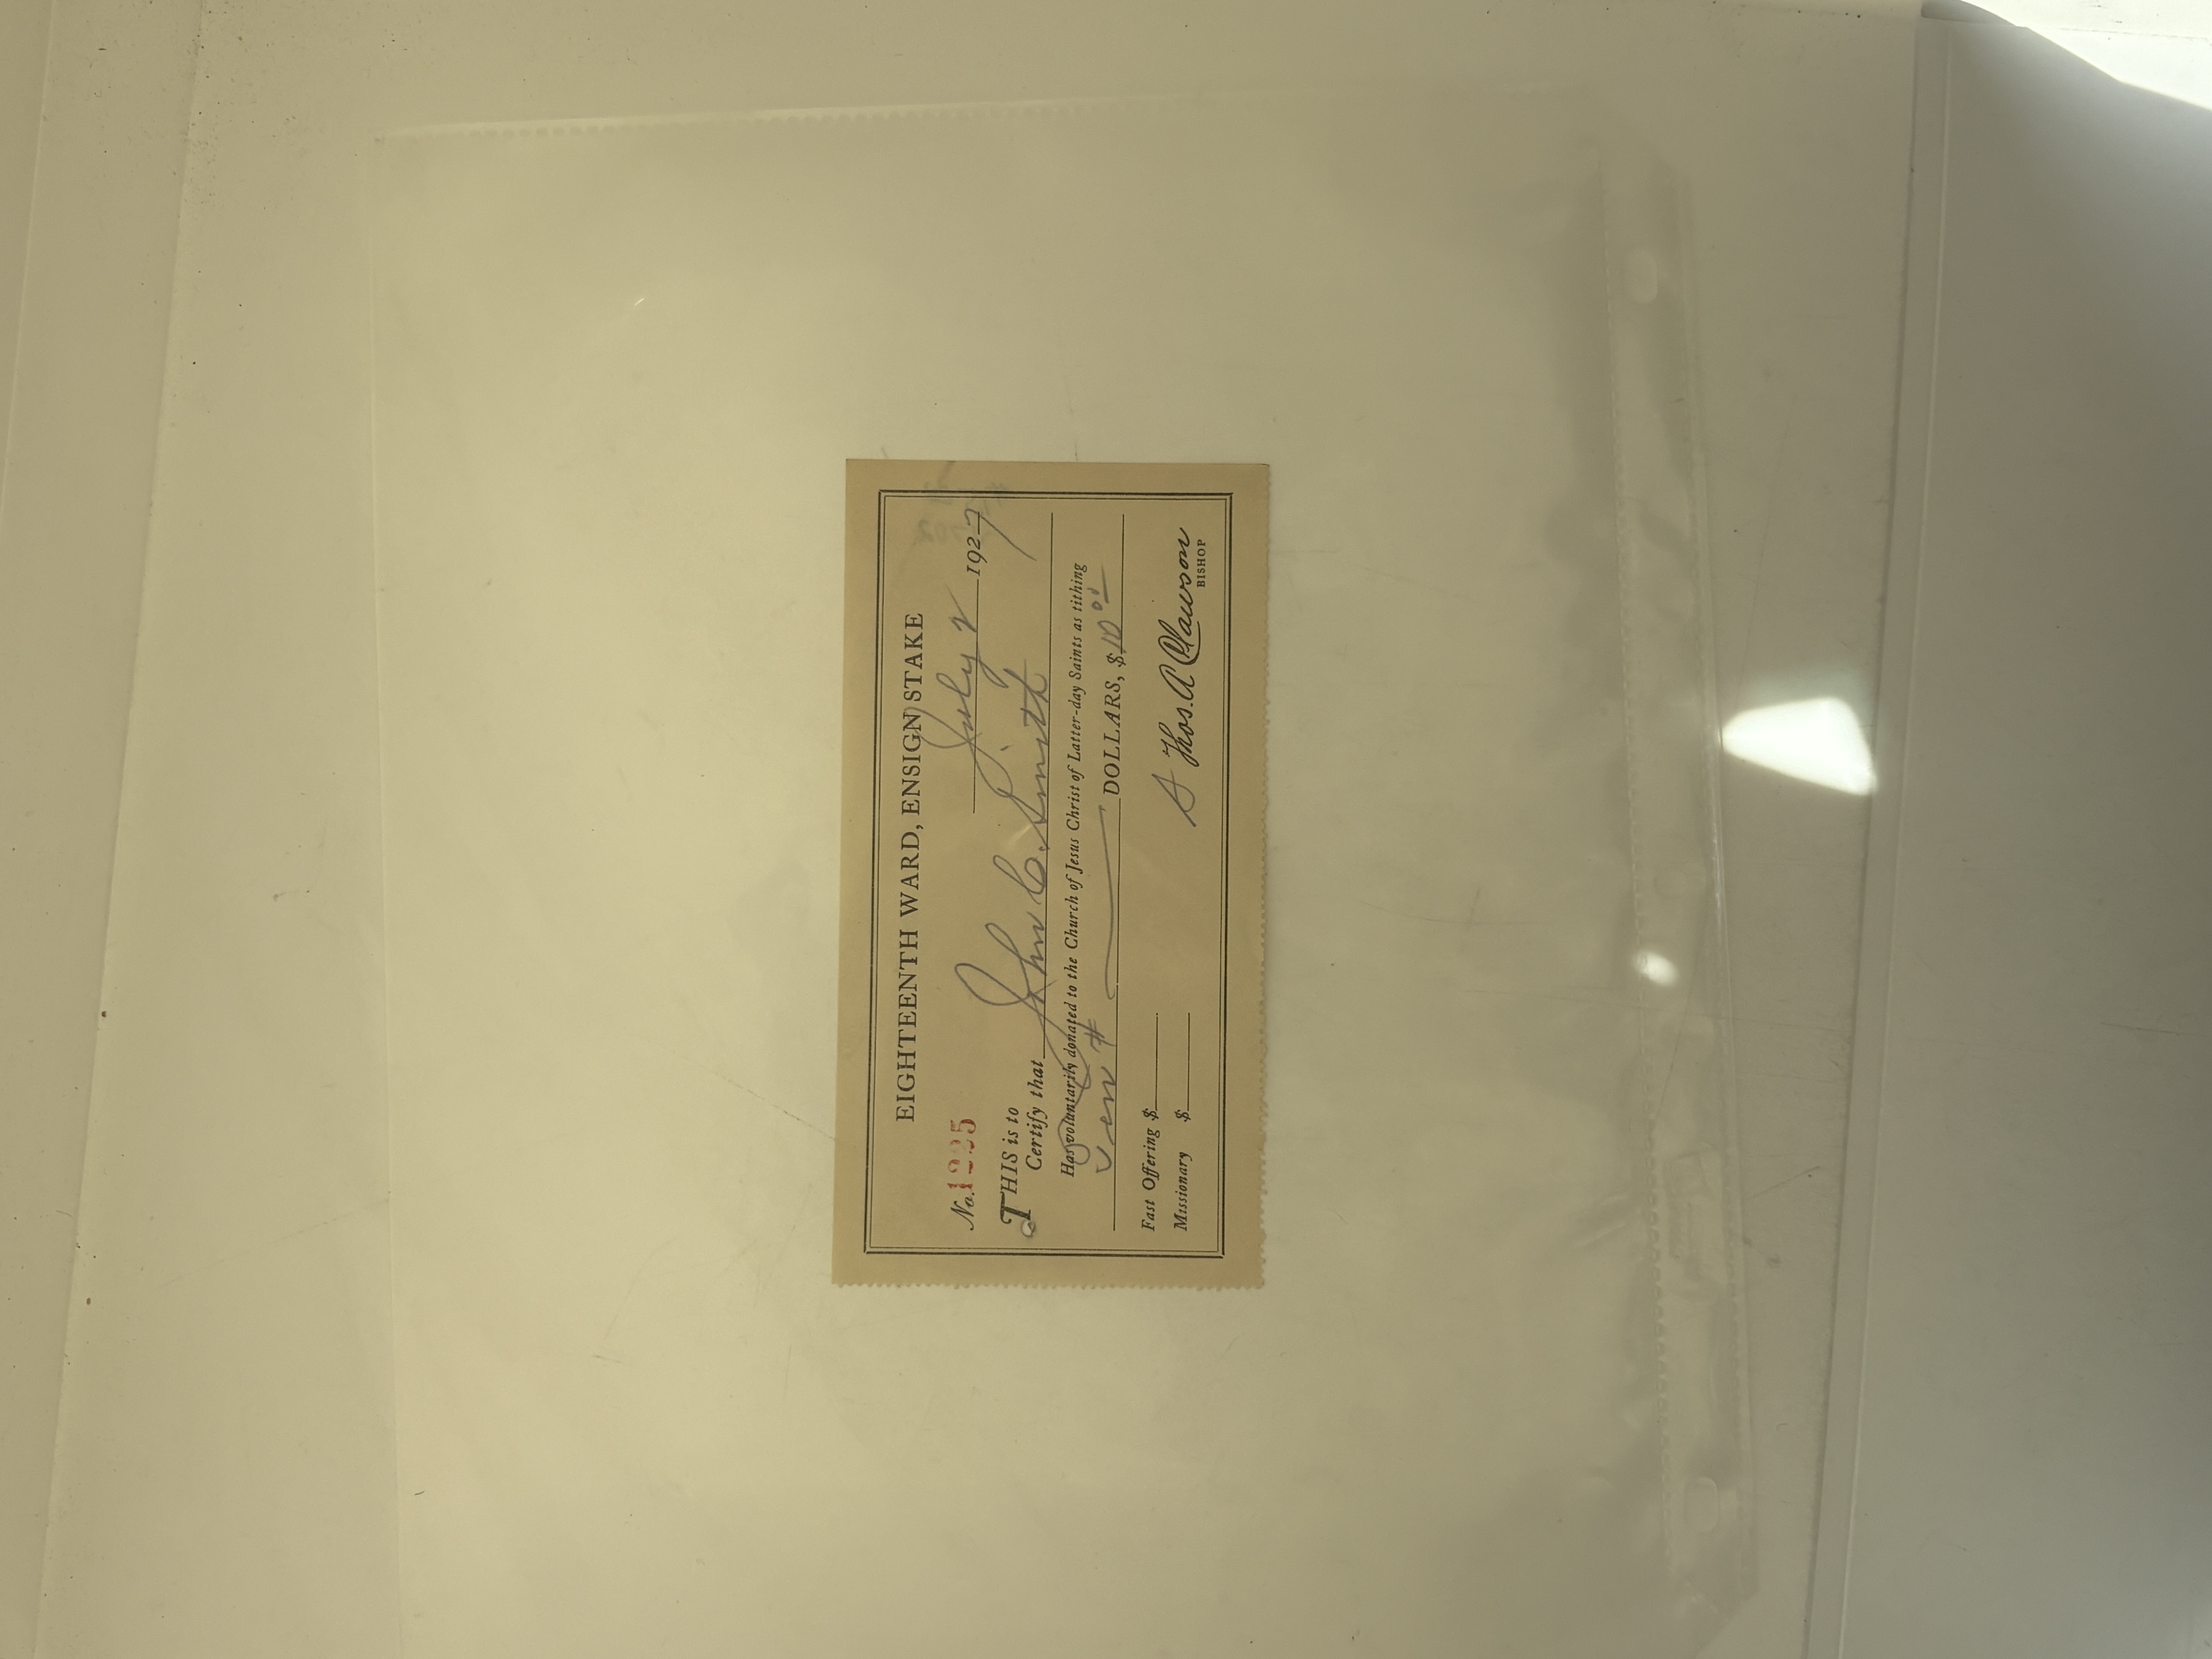 EIGHTEENTH WARD, ENSIGN STAKE
No. 1225 July 2 1927
THIS is to
Certify that John C. Smith
Has voluntarily donated to the Church of Jesus Christ of Latter-day Saints as tithing
Ten # DOLLARS, $10 00
Fast Offering $
Missionary $
S Thos. A Clawson
BISHOP